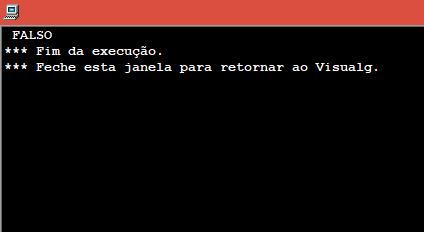 FALSO
*** Fim da execução.
*** Feche esta janela para retornar ao Visualg.